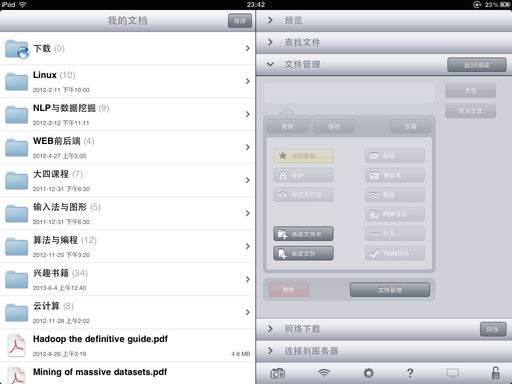 iPad
23:42
23%
我的文档
排序
下载 (0)
Linux (10)
2012-2-11 下午10:00
NLP与数据挖掘 (9)
2012-2-12 下午11:11
WEB前后端 (4)
2012-4-27 上午2:05
大四课程 (7)
2011-12-31 下午6:30
输入法与图形 (5)
2011-12-31 下午6:30
算法与编程 (12)
2012-3-20 上午1:20
兴趣书籍 (34)
2013-6-4 上午12:40
云计算 (8)
2012-11-28 上午2:02
Hadoop the definitive guide.pdf
2012-8-26 上午3:19
4.6 MB
Mining of massive datasets.pdf
预览
查找文件
文件管理
返回阅读
全选
取消全选
复制
移动
压缩
添加星标
邮箱
保护
重命名
标记为已读
链接
PDF项目
新建文件夹
打开...
新建文件
Todo任务
删除
文件管理
网络下载
同步
连接到服务器